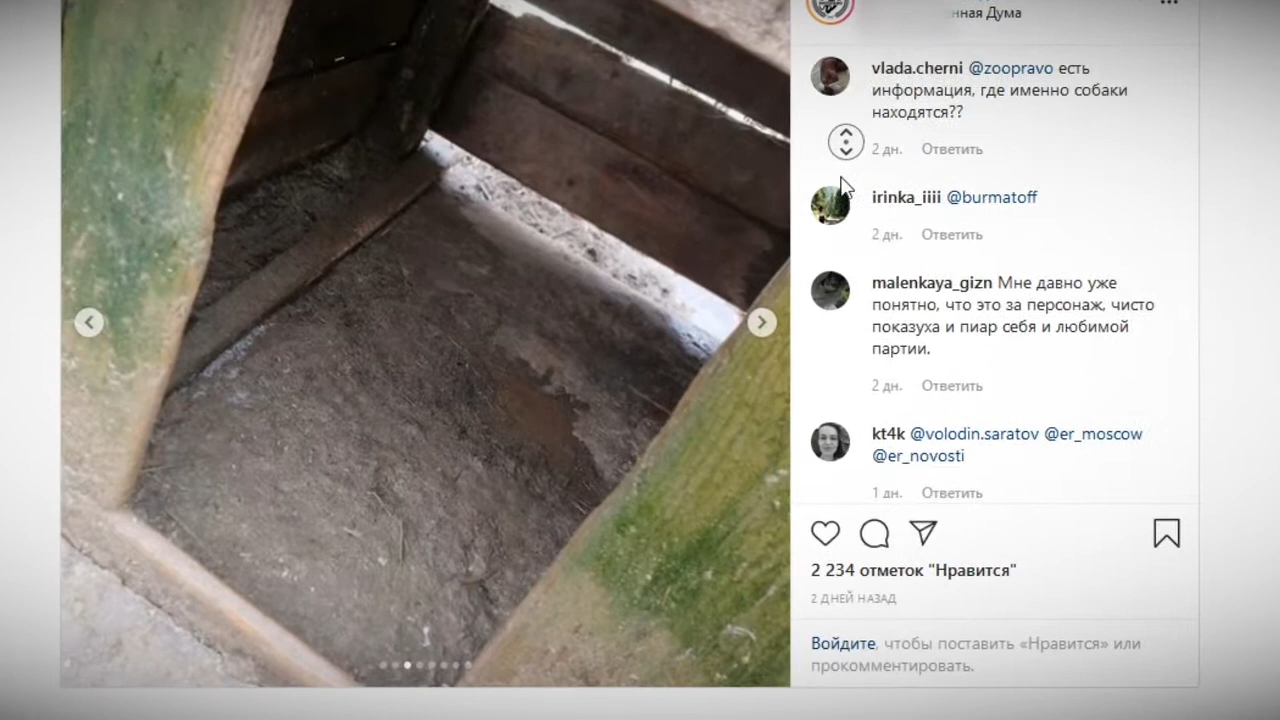 нная Дума
vlada.cherni @zoopravo есть
информация, где именно собаки
находятся??
2 дн. Ответить
irinka_iiii @burmatoff
2 дн. Ответить
malenkaya_gizn Мне давно уже
понятно, что это за персонаж, чисто
показуха и пиар себя и любимой
партии.
2 дн. Ответить
kt4k @volodin.saratov @er_moscow
@er_novosti
1 дн. Ответить
2 234 отметок "Нравится"
2 ДНЕЙ НАЗАД
Войдите, чтобы поставить «Нравится» или
прокомментировать.